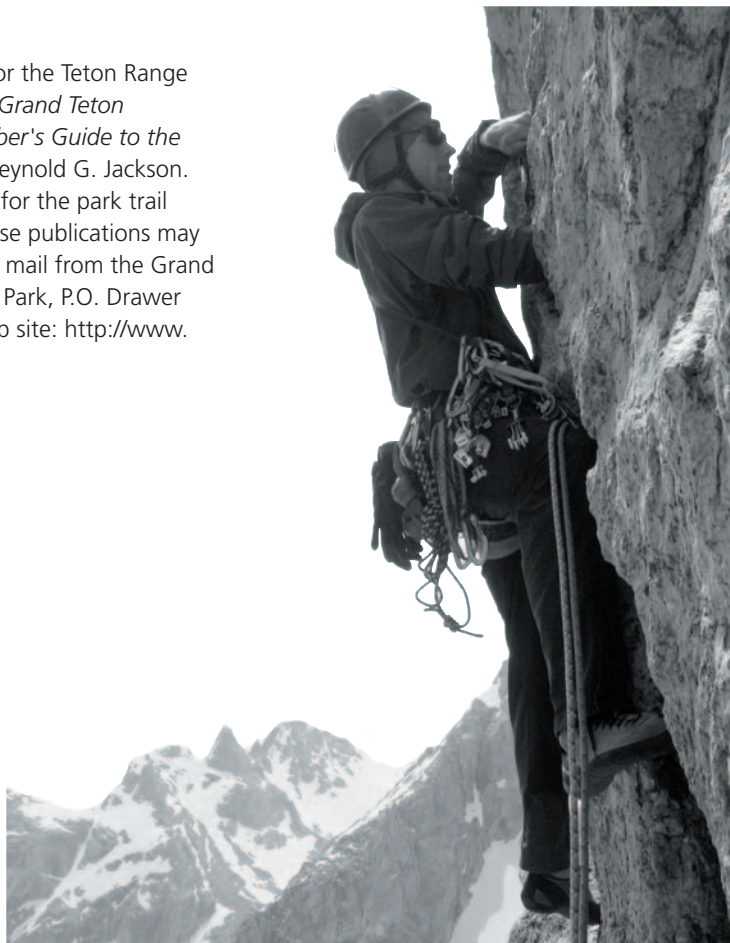 or the Teton Range
Grand Teton
ber's Guide to the
eynold G. Jackson.
for the park trail
se publications may
mail from the Grand
Park, P.O. Drawer
o site: http://www.